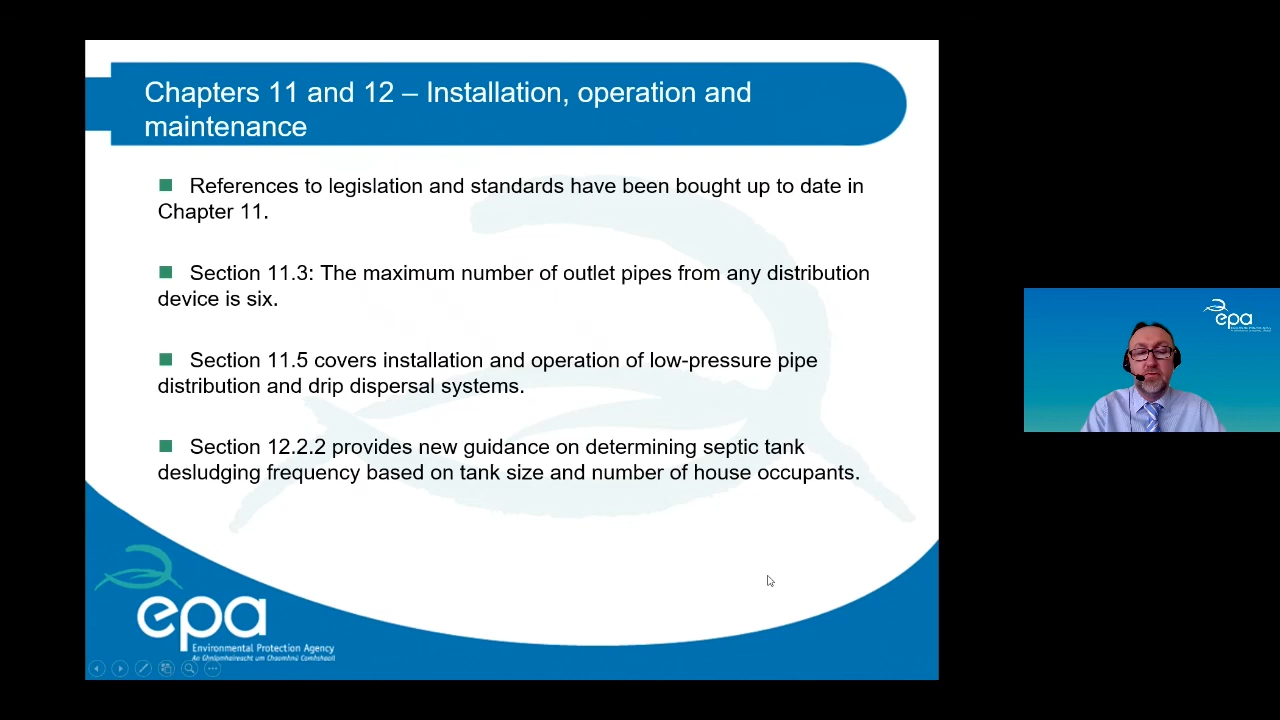 Chapters 11 and 12 – Installation, operation and
maintenance
References to legislation and standards have been bought up to date in
Chapter 11.
Section 11.3: The maximum number of outlet pipes from any distribution
device is six.
Section 11.5 covers installation and operation of low-pressure pipe
distribution and drip dispersal systems.
Section 12.2.2 provides new guidance on determining septic tank
desludging frequency based on tank size and number of house occupants.
epa
Environmental Protection Agency
An Ghníomhaireacht um Chaomhnú Comhshaoil
epa